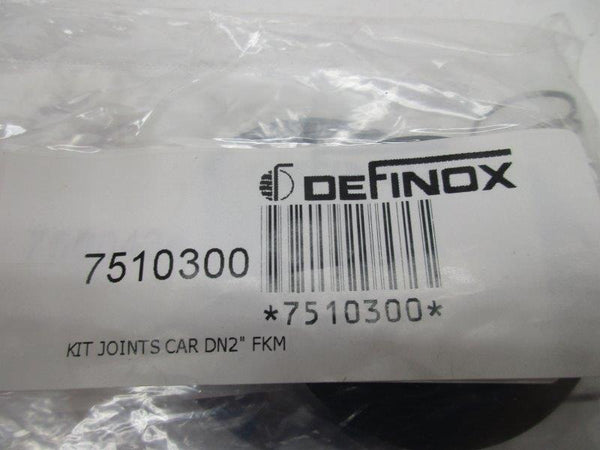 DEFINOX
7510300
*7510300*
KIT JOINTS CAR DN2" FKM